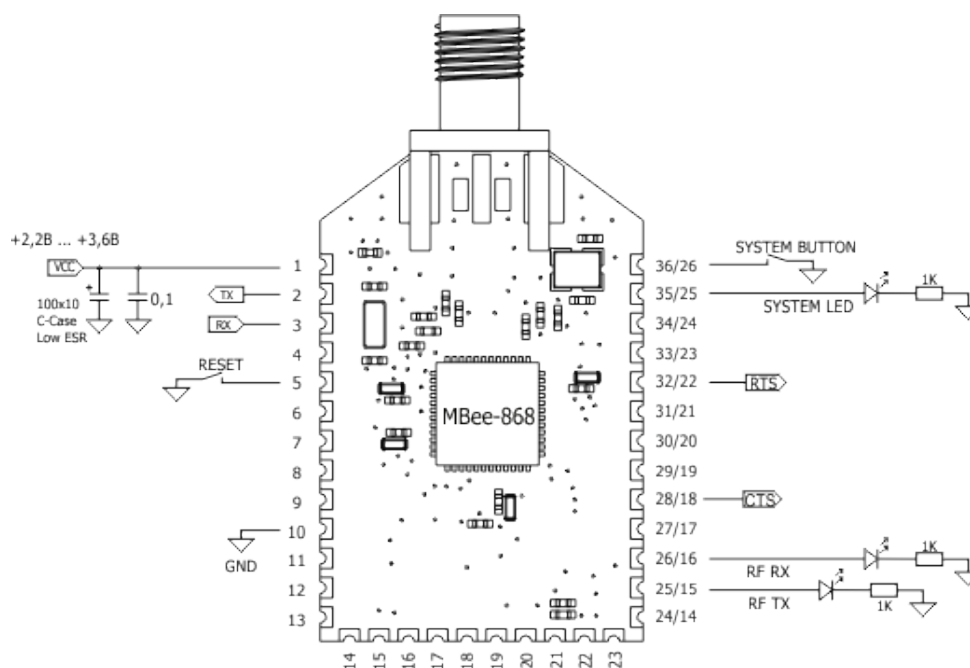 +2,2В ... +3,6В
VCC
100x10
C-Case
Low ESR
0,1
TX
RX
RESET
GND
1
2
3
4
5
6
7
8
9
10
11
12
13
14
15
16
17
18
19
20
21
22
23
MBee-868
36/26
35/25
34/24
33/23
32/22
31/21
30/20
29/19
28/18
27/17
26/16
25/15
24/14
SYSTEM BUTTON
1K
SYSTEM LED
RTS
CTS
1K
RF RX
RF TX
1K
+